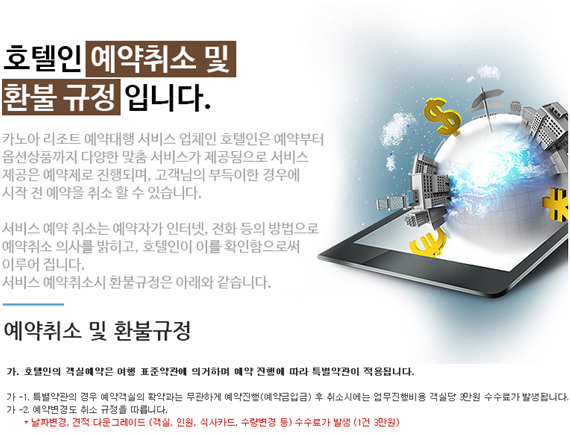 호텔인 예약취소 및
환불 규정 입니다.
카노아 리조트 예약대행 서비스 업체인 호텔인은 예약부터
옵션상품까지 다양한 맞춤 서비스가 제공됨으로 서비스
제공은 예약제로 진행되며, 고객님의 부득이한 경우에
시작 전 예약을 취소 할 수 있습니다.
서비스 예약 취소는 예약자가 인터넷, 전화 등의 방법으로
예약취소 의사를 밝히고, 호텔인이 이를 확인함으로써
이루어 집니다.
서비스 예약취소시 환불규정은 아래와 같습니다.
예약취소 및 환불규정
가. 호텔인의 객실예약은 여행 표준약관에 의거하며 예약 진행에 따라 특별약관이 적용됩니다.
가 -1. 특별약관의 경우 예약객실의 확약과는 무관하게 예약진행(예약금입금) 후 취소시에는 업무진행비용 객실당 3만원 수수료가 발생됩니다.
가 -2. 예약변경도 취소 규정을 따릅니다.
* 날짜변경, 견적 다운그레이드 (객실, 인원, 식사카드, 수량변경 등) 수수료가 발생 (1건 3만원)